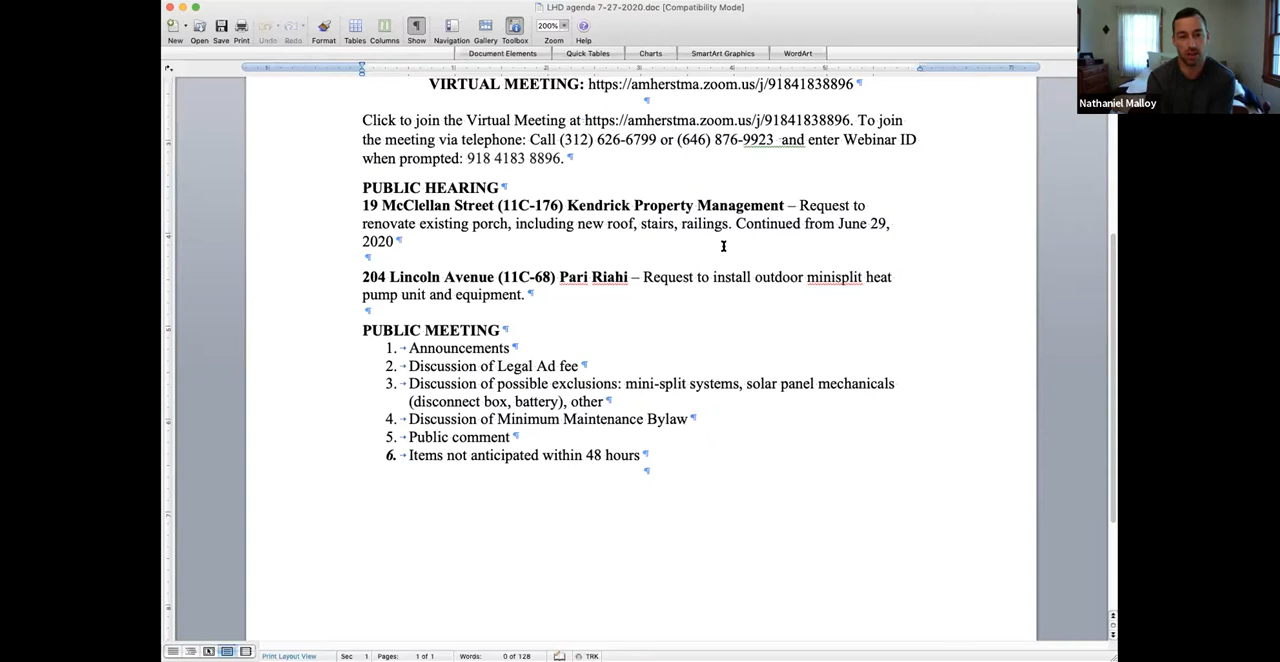 LHD agenda 7-27-2020.doc [Compatibility Mode]
200%
New Open Save Print Undo Redo Format Tables Columns Show Navigation Gallery Toolbox Zoom Help
Document Elements Quick Tables Charts SmartArt Graphics WordArt
Nathaniel Malloy
VIRTUAL MEETING: https://amherstma.zoom.us/j/91841838896
Click to join the Virtual Meeting at https://amherstma.zoom.us/j/91841838896. To join
the meeting via telephone: Call (312) 626-6799 or (646) 876-9923 and enter Webinar ID
when prompted: 918 4183 8896.
PUBLIC HEARING
19 McClellan Street (11C-176) Kendrick Property Management – Request to
renovate existing porch, including new roof, stairs, railings. Continued from June 29,
2020
204 Lincoln Avenue (11C-68) Pari Riahi – Request to install outdoor minisplit heat
pump unit and equipment.
PUBLIC MEETING
1. Announcements
2. Discussion of Legal Ad fee
3. Discussion of possible exclusions: mini-split systems, solar panel mechanicals
(disconnect box, battery), other
4. Discussion of Minimum Maintenance Bylaw
5. Public comment
6. Items not anticipated within 48 hours
Print Layout View Sec 1 Pages: 1 of 1 Words: 0 of 128 TRK